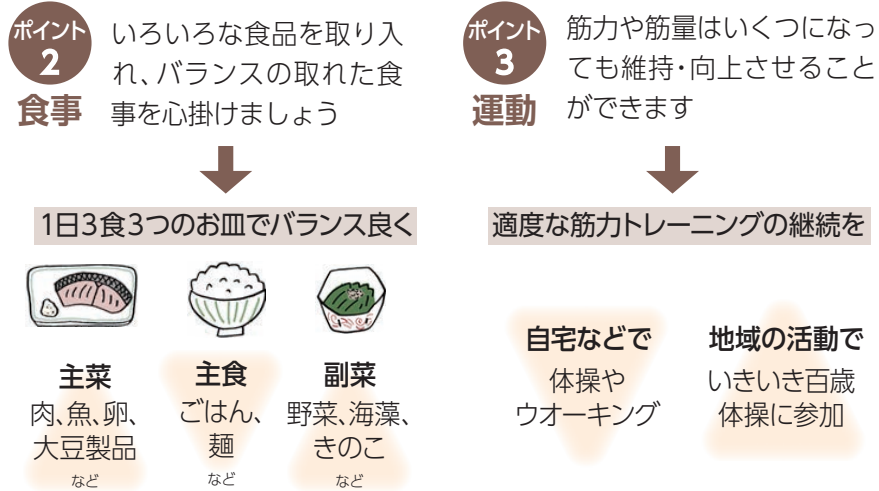 ポイント
2
食事
いろいろな食品を取り入
れ、バランスの取れた食
事を心掛けましょう
1日3食3つのお皿でバランス良く
主菜
肉、魚、卵、
大豆製品
など
主食
ごはん、
麺
など
副菜
野菜、海藻、
きのこ
など
ポイント
3
運動
筋力や筋量はいくつになっ
ても維持・向上させること
ができます
適度な筋力トレーニングの継続を
自宅などで
体操や
ウオーキング
地域の活動で
いきいき百歳
体操に参加